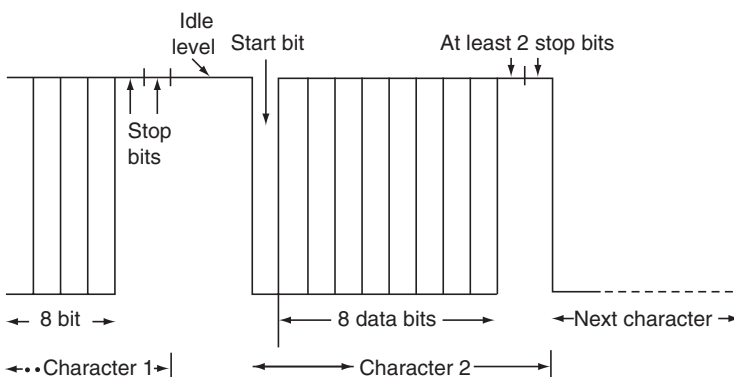 Idle
level
Start bit
At least 2 stop bits
Stop
bits
8 bit
8 data bits
Next character
Character 1
Character 2